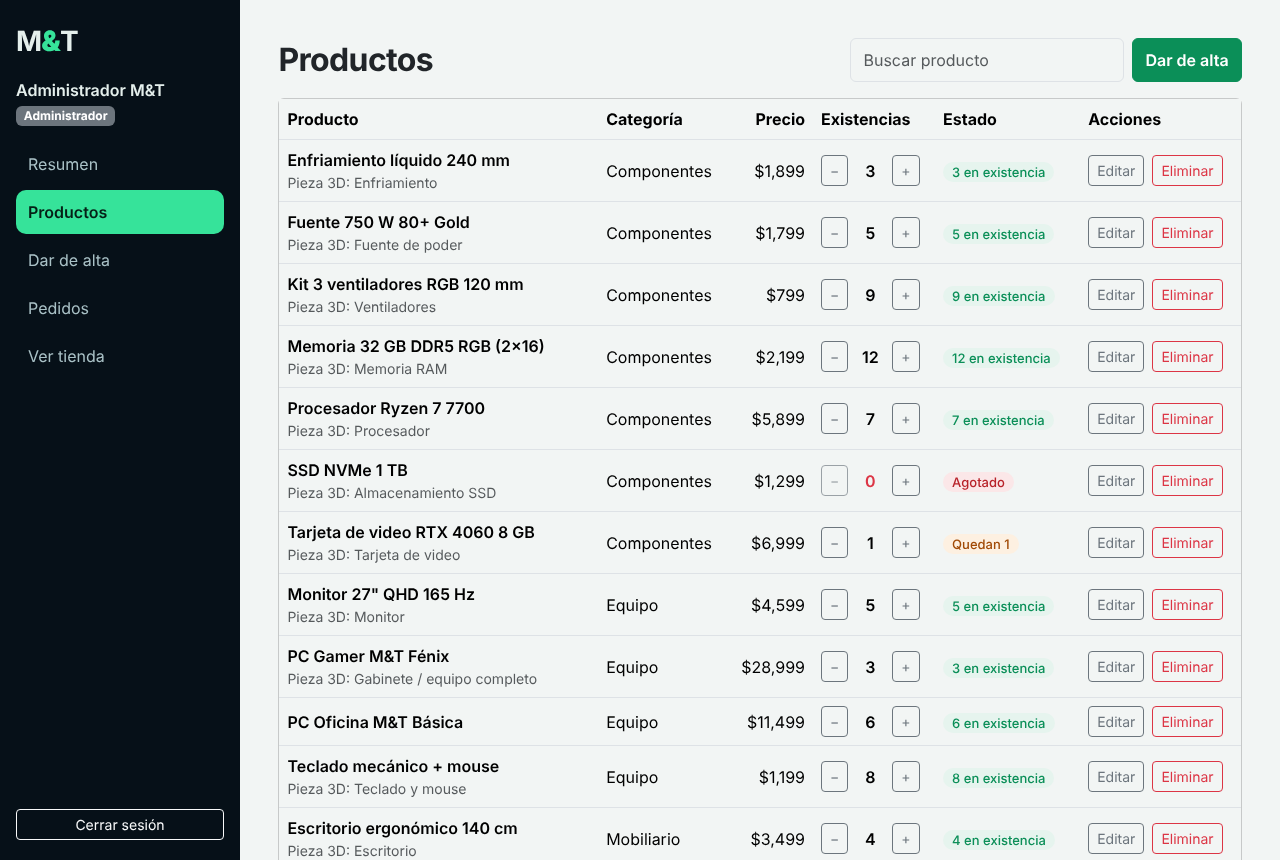 M&T
Administrador M&T
Administrador
Resumen
Productos
Dar de alta
Pedidos
Ver tienda
Cerrar sesión
Productos
Buscar producto
Dar de alta
Producto Categoría Precio Existencias Estado Acciones
Enfriamiento líquido 240 mm
Pieza 3D: Enfriamiento
Componentes $1,899 − 3 + 3 en existencia Editar Eliminar
Fuente 750 W 80+ Gold
Pieza 3D: Fuente de poder
Componentes $1,799 − 5 + 5 en existencia Editar Eliminar
Kit 3 ventiladores RGB 120 mm
Pieza 3D: Ventiladores
Componentes $799 − 9 + 9 en existencia Editar Eliminar
Memoria 32 GB DDR5 RGB (2×16)
Pieza 3D: Memoria RAM
Componentes $2,199 − 12 + 12 en existencia Editar Eliminar
Procesador Ryzen 7 7700
Pieza 3D: Procesador
Componentes $5,899 − 7 + 7 en existencia Editar Eliminar
SSD NVMe 1 TB
Pieza 3D: Almacenamiento SSD
Componentes $1,299 − 0 + Agotado Editar Eliminar
Tarjeta de video RTX 4060 8 GB
Pieza 3D: Tarjeta de video
Componentes $6,999 − 1 + Quedan 1 Editar Eliminar
Monitor 27" QHD 165 Hz
Pieza 3D: Monitor
Equipo $4,599 − 5 + 5 en existencia Editar Eliminar
PC Gamer M&T Fénix
Pieza 3D: Gabinete / equipo completo
Equipo $28,999 − 3 + 3 en existencia Editar Eliminar
PC Oficina M&T Básica
Equipo $11,499 − 6 + 6 en existencia Editar Eliminar
Teclado mecánico + mouse
Pieza 3D: Teclado y mouse
Equipo $1,199 − 8 + 8 en existencia Editar Eliminar
Escritorio ergonómico 140 cm
Pieza 3D: Escritorio
Mobiliario $3,499 − 4 + 4 en existencia Editar Eliminar